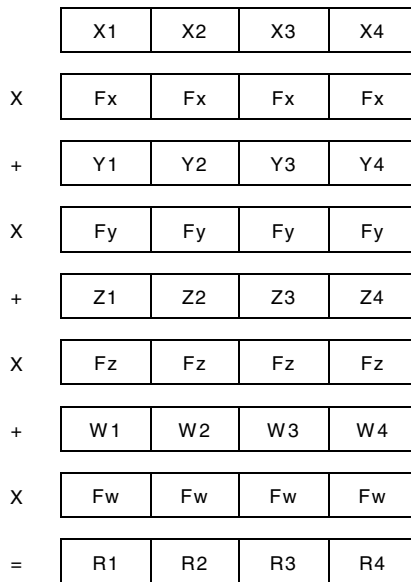 X1 X2 X3 X4
X Fx Fx Fx Fx
+ Y1 Y2 Y3 Y4
X Fy Fy Fy Fy
+ Z1 Z2 Z3 Z4
X Fz Fz Fz Fz
+ W1 W2 W3 W4
X Fw Fw Fw Fw
= R1 R2 R3 R4